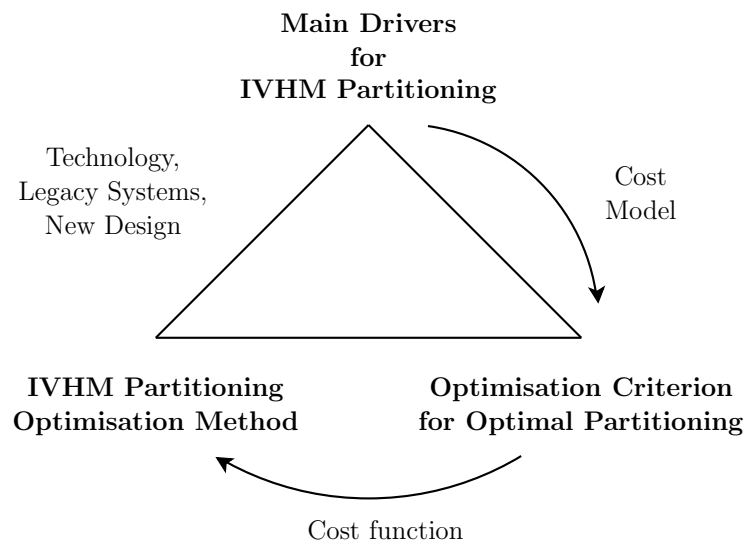 Main Drivers
for
IVHM Partitioning
Technology,
Legacy Systems,
New Design
Cost
Model
IVHM Partitioning
Optimisation Method
Optimisation Criterion
for Optimal Partitioning
Cost function